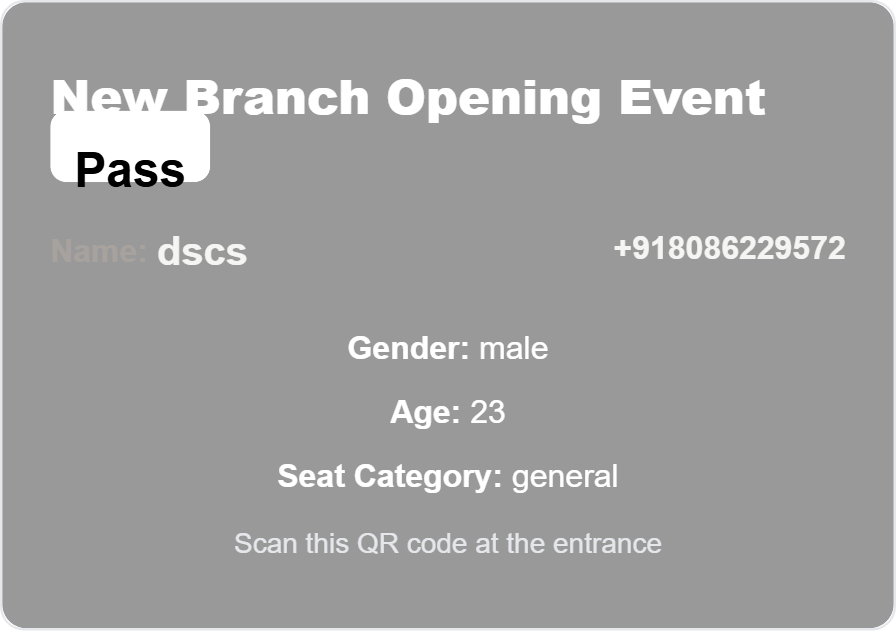 New Branch Opening Event
Pass
Name: dscs +918086229572
Gender: male
Age: 23
Seat Category: general
Scan this QR code at the entrance